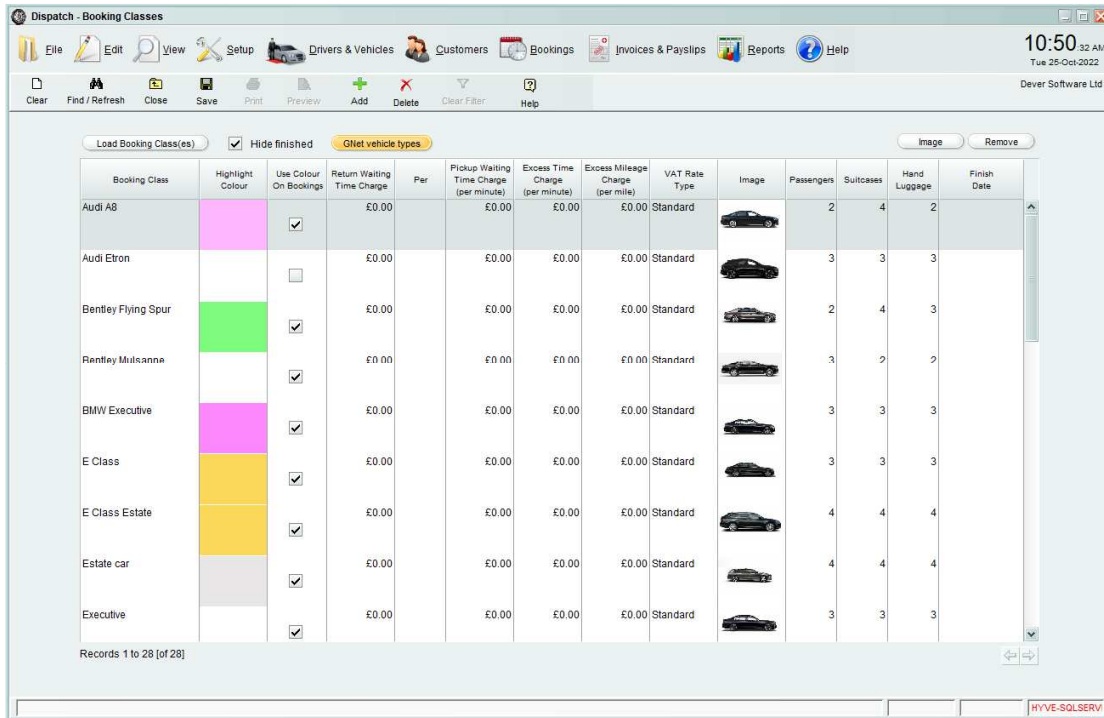 Dispatch - Booking Classes
File Edit View Setup Drivers & Vehicles Customers Bookings Invoices & Payslips Reports Help
10:50:32 AM
Tue 25-Oct-2022
Clear Find / Refresh Close Save Print Preview Add Delete Clear Filter Help
Dever Software Ltd
Load Booking Class(es) Hide finished GNet vehicle types Image Remove
Booking Class Highlight Colour Use Colour On Bookings Return Waiting Time Charge Per Pickup Waiting Time Charge (per minute) Excess Time Charge (per minute) Excess Mileage Charge (per mile) VAT Rate Type Image Passengers Suitcases Hand Luggage Finish Date
Audi A8 £0.00 £0.00 £0.00 £0.00 Standard 2 4 2
Audi Etron £0.00 £0.00 £0.00 £0.00 Standard 3 3 3
Bentley Flying Spur £0.00 £0.00 £0.00 £0.00 Standard 2 4 3
Bentley Mulsanne £0.00 £0.00 £0.00 £0.00 Standard 3 2 2
BMW Executive £0.00 £0.00 £0.00 £0.00 Standard 3 3 3
E Class £0.00 £0.00 £0.00 £0.00 Standard 3 3 3
E Class Estate £0.00 £0.00 £0.00 £0.00 Standard 4 4 4
Estate car £0.00 £0.00 £0.00 £0.00 Standard 4 4 4
Executive £0.00 £0.00 £0.00 £0.00 Standard 3 3 3
Records 1 to 28 [of 28]
HYVE-SQLSERV